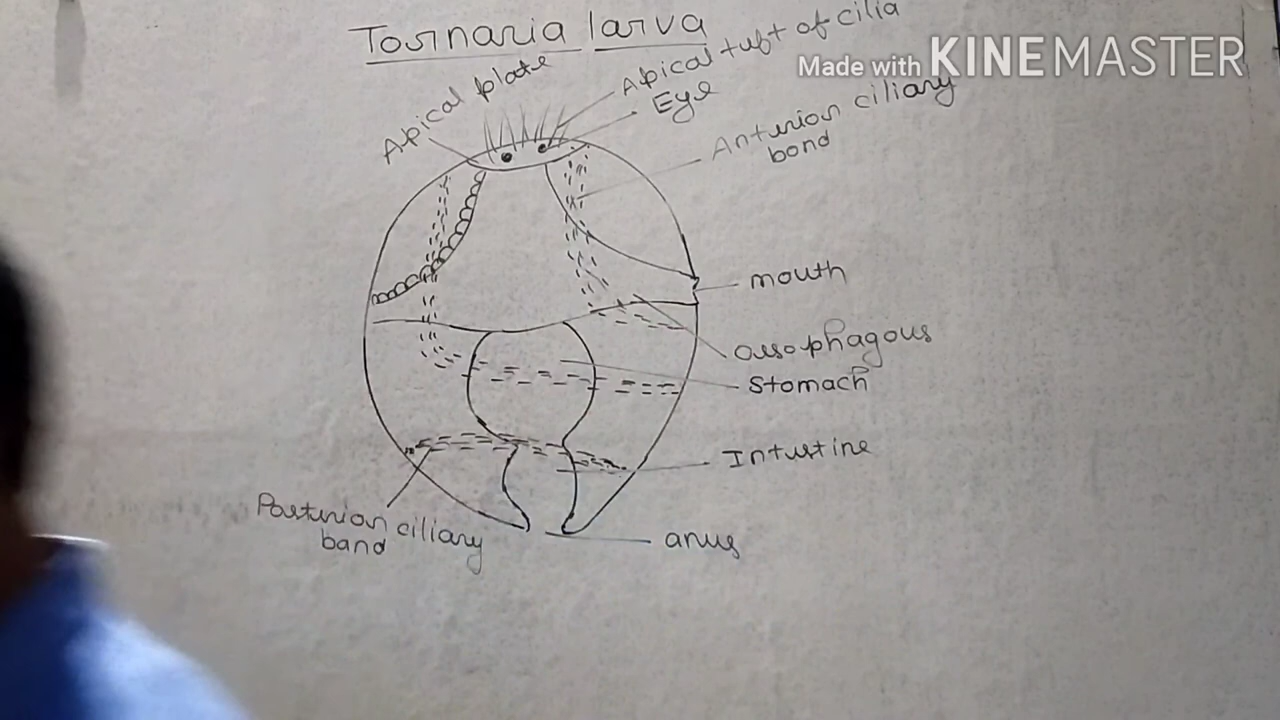 Tornaria larva
Apical plate
Apical tuft of cilia
Eye
Made with KINEMASTER
Anterior ciliary
bond
mouth
oesophagous
Stomach
Intestine
Posterior ciliary
band
anus